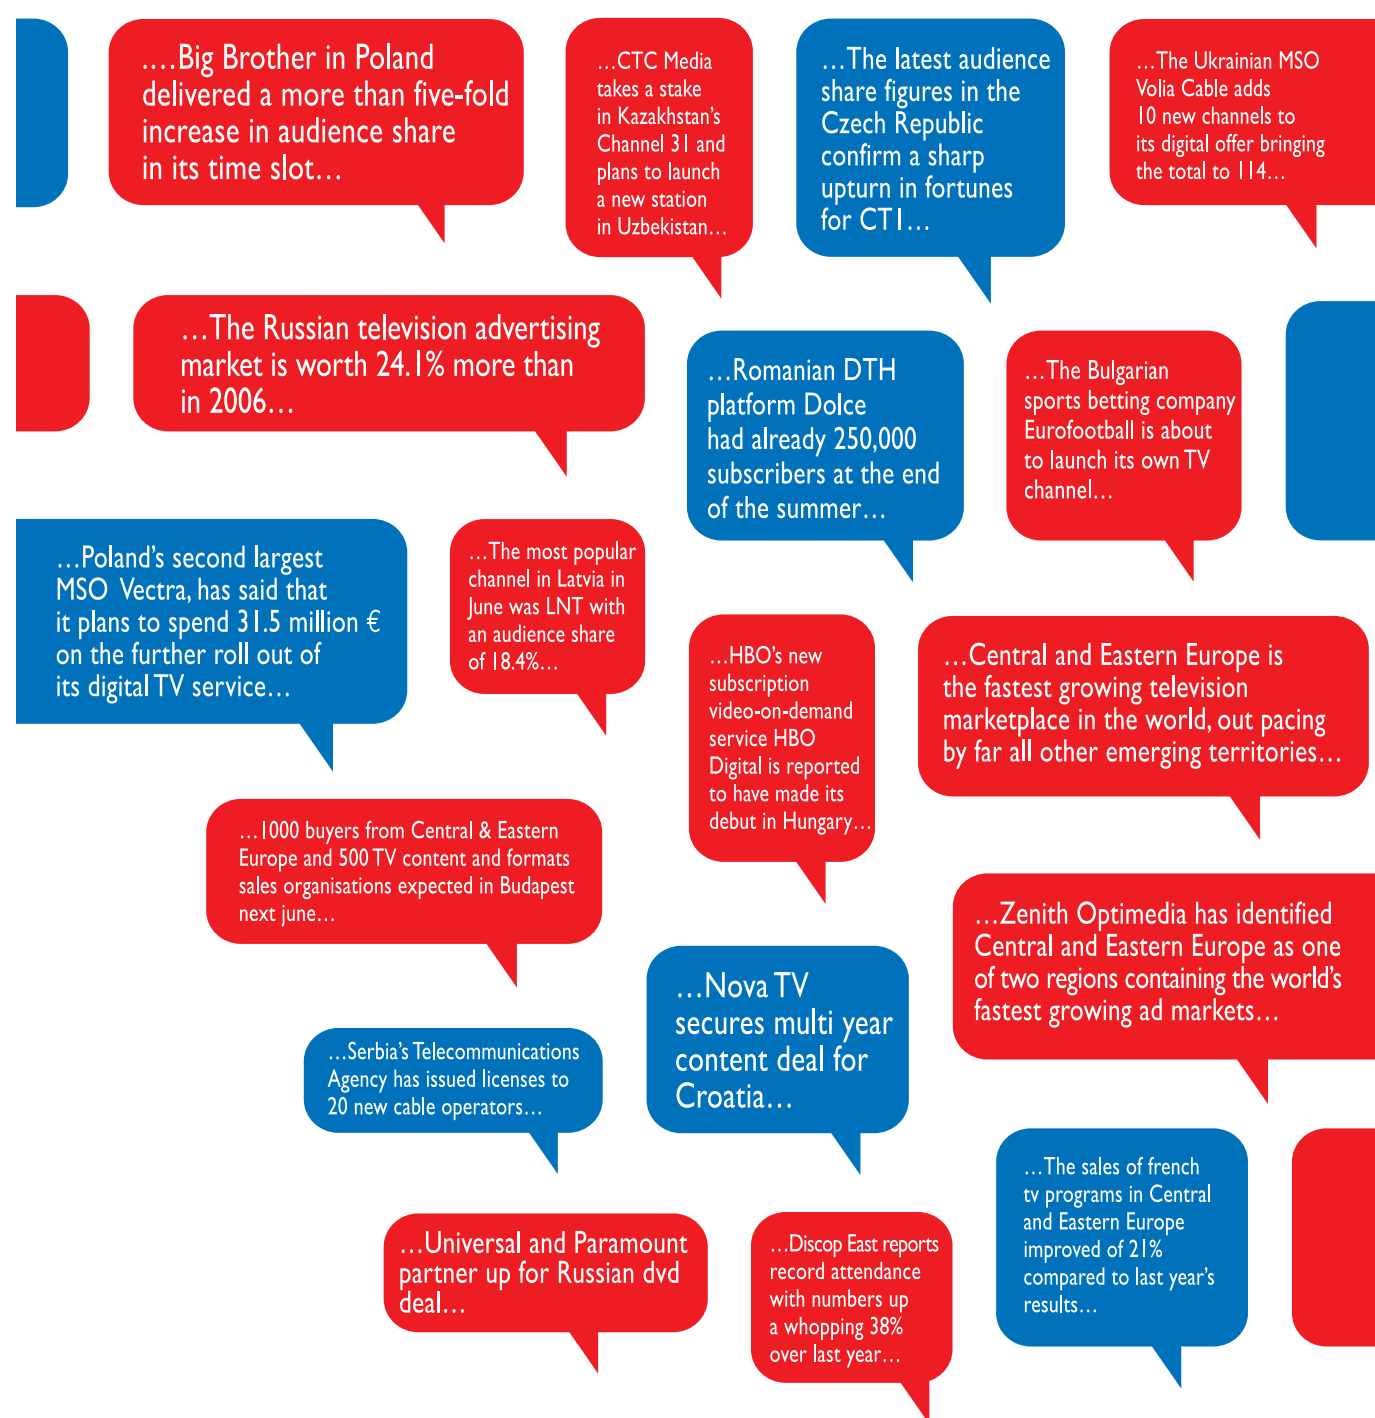 ....Big Brother in Poland
delivered a more than five-fold
increase in audience share
in its time slot...
...CTC Media
takes a stake
in Kazakhstan's
Channel 31 and
plans to launch
a new station
in Uzbekistan...
...The latest audience
share figures in the
Czech Republic
confirm a sharp
upturn in fortunes
for CT1...
...The Ukrainian MSO
Volia Cable adds
10 new channels to
its digital offer bringing
the total to 114...
...The Russian television advertising
market is worth 24.1% more than
in 2006...
...Romanian DTH
platform Dolce
had already 250,000
subscribers at the end
of the summer...
...The Bulgarian
sports betting company
Eurofootball is about
to launch its own TV
channel...
...Poland's second largest
MSO Vectra, has said that
it plans to spend 31.5 million €
on the further roll out of
its digital TV service...
...The most popular
channel in Latvia in
June was LNT with
an audience share
of 18.4%...
...HBO's new
subscription
video-on-demand
service HBO
Digital is reported
to have made its
debut in Hungary...
...Central and Eastern Europe is
the fastest growing television
marketplace in the world, out pacing
by far all other emerging territories...
...1000 buyers from Central & Eastern
Europe and 500 TV content and formats
sales organisations expected in Budapest
next june...
...Zenith Optimedia has identified
Central and Eastern Europe as one
of two regions containing the world's
fastest growing ad markets...
...Nova TV
secures multi year
content deal for
Croatia...
...Serbia's Telecommunications
Agency has issued licenses to
20 new cable operators...
...The sales of french
tv programs in Central
and Eastern Europe
improved of 21%
compared to last year's
results...
...Universal and Paramount
partner up for Russian dvd
deal...
...Discop East reports
record attendance
with numbers up
a whopping 38%
over last year...